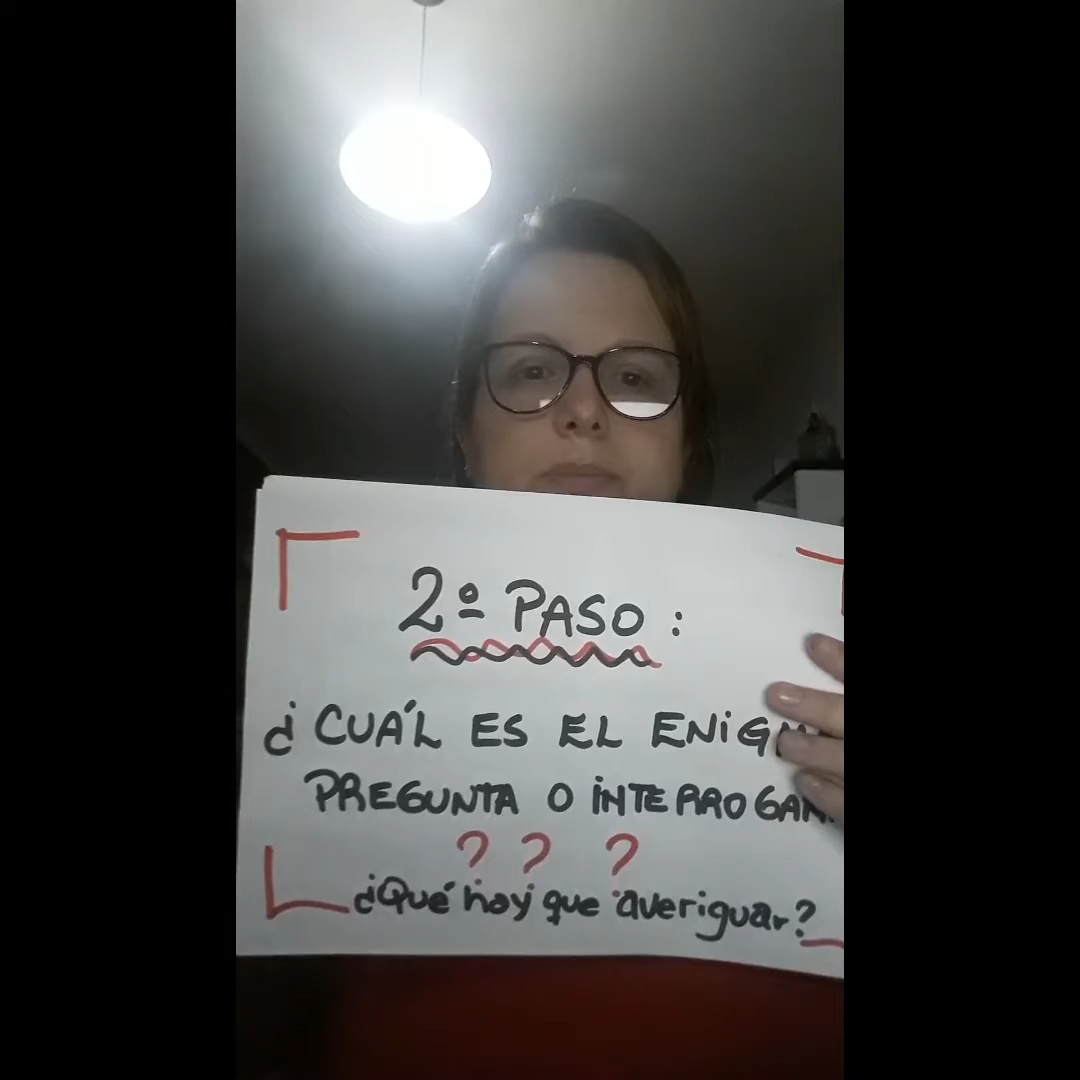 2º PASO:
¿CUÁL ES EL
PREGUNTA O
? ? ?
¿Qué hay que averiguar?